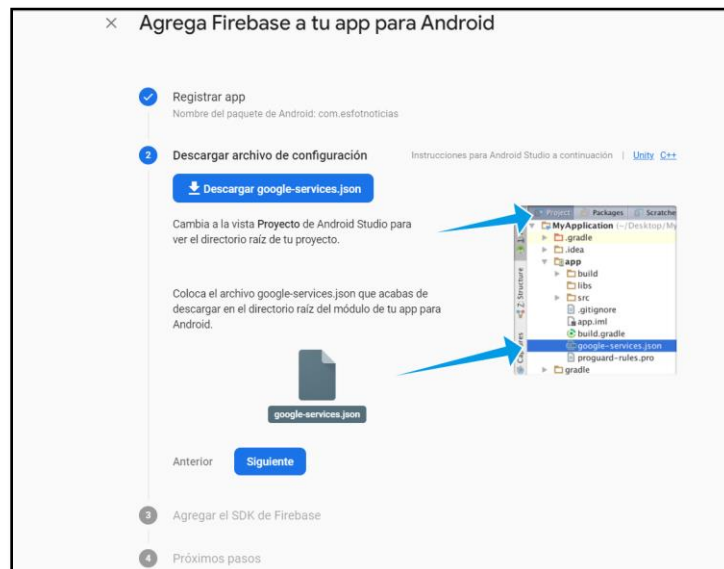 Agrega Firebase a tu app para Android
Registrar app
Nombre del paquete de Android: com.esfotnoticias
2
Descargar archivo de configuración
Instrucciones para Android Studio a continuación | Unity C++
Descargar google-services.json
Cambia a la vista Proyecto de Android Studio para
ver el directorio raíz de tu proyecto.
Coloca el archivo google-services.json que acabas de
descargar en el directorio raíz del módulo de tu app para
Android.
google-services.json
Project Packages Scratche
MyApplication (~/Desktop/My
.gradle
.idea
app
build
libs
src
.gitignore
app.iml
build.gradle
google-services.json
proguard-rules.pro
gradle
Z: Structure
Captures
Anterior
Siguiente
3
Agregar el SDK de Firebase
4
Próximos pasos